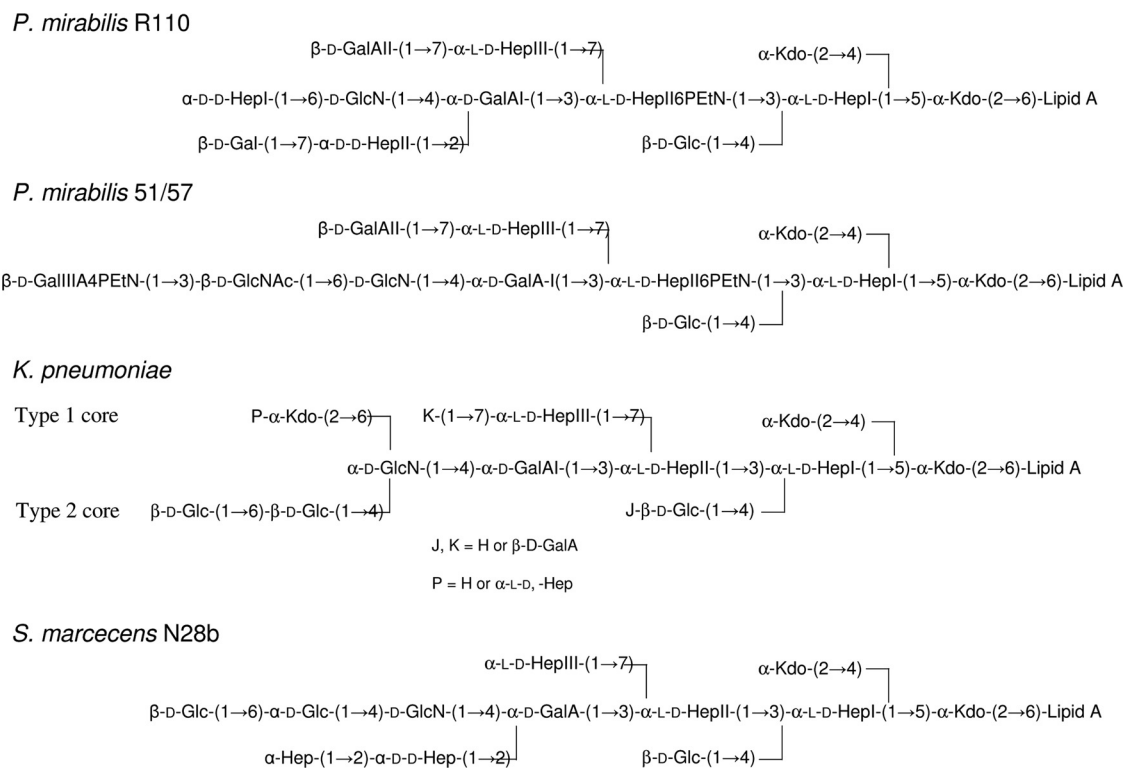 P. mirabilis R110
β-D-GalAII-(1→7)-α-L-D-HepIII-(1→7) α-Kdo-(2→4)
α-D-D-HepI-(1→6)-D-GlcN-(1→4)-α-D-GalAI-(1→3)-α-L-D-HepII6PEtN-(1→3)-α-L-D-HepI-(1→5)-α-Kdo-(2→6)-Lipid A
β-D-Gal-(1→7)-α-D-D-HepII-(1→2) β-D-Glc-(1→4)
P. mirabilis 51/57
β-D-GalAII-(1→7)-α-L-D-HepIII-(1→7) α-Kdo-(2→4)
β-D-GalIIIA4PEtN-(1→3)-β-D-GlcNAc-(1→6)-D-GlcN-(1→4)-α-D-GalA-I(1→3)-α-L-D-HepII6PEtN-(1→3)-α-L-D-HepI-(1→5)-α-Kdo-(2→6)-Lipid A
β-D-Glc-(1→4)
K. pneumoniae
Type 1 core P-α-Kdo-(2→6) K-(1→7)-α-L-D-HepIII-(1→7) α-Kdo-(2→4)
α-D-GlcN-(1→4)-α-D-GalAI-(1→3)-α-L-D-HepII-(1→3)-α-L-D-HepI-(1→5)-α-Kdo-(2→6)-Lipid A
Type 2 core β-D-Glc-(1→6)-β-D-Glc-(1→4) J-β-D-Glc-(1→4)
J, K = H or β-D-GalA
P = H or α-L-D, -Hep
S. marcecens N28b
α-L-D-HepIII-(1→7) α-Kdo-(2→4)
β-D-Glc-(1→6)-α-D-Glc-(1→4)-D-GlcN-(1→4)-α-D-GalA-(1→3)-α-L-D-HepII-(1→3)-α-L-D-HepI-(1→5)-α-Kdo-(2→6)-Lipid A
α-Hep-(1→2)-α-D-D-Hep-(1→2) β-D-Glc-(1→4)